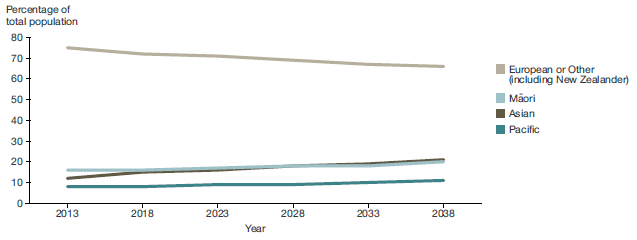 Percentage of
total population
80
70
60
50
40
30
20
10
0
2013 2018 2023 2028 2033 2038
Year
European or Other
(including New Zealander)
Māori
Asian
Pacific